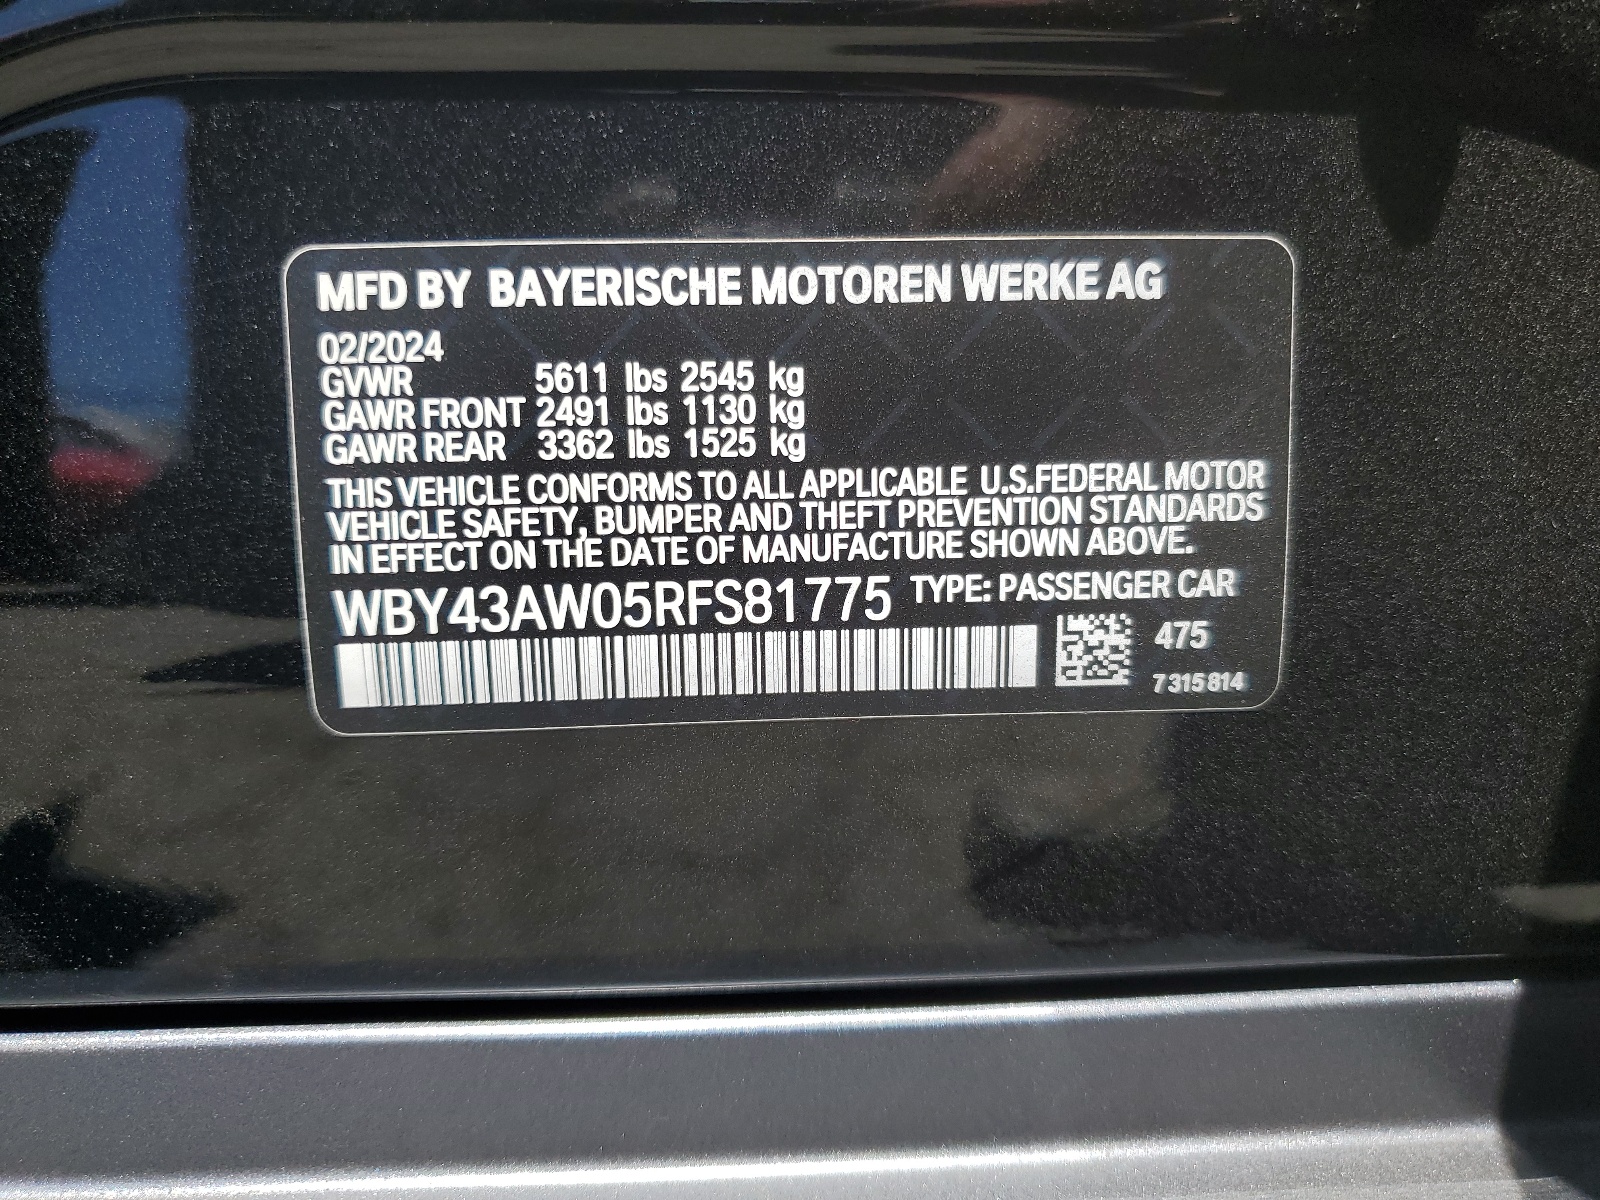 MFD BY BAYERISCHE MOTOREN WERKE AG
02/2024
GVWR 5611 lbs 2545 kg
GAWR FRONT 2491 lbs 1130 kg
GAWR REAR 3362 lbs 1525 kg
THIS VEHICLE CONFORMS TO ALL APPLICABLE U.S.FEDERAL MOTOR
VEHICLE SAFETY, BUMPER AND THEFT PREVENTION STANDARDS
IN EFFECT ON THE DATE OF MANUFACTURE SHOWN ABOVE.
WBY43AW05RFS81775 TYPE: PASSENGER CAR
475
7 315 814